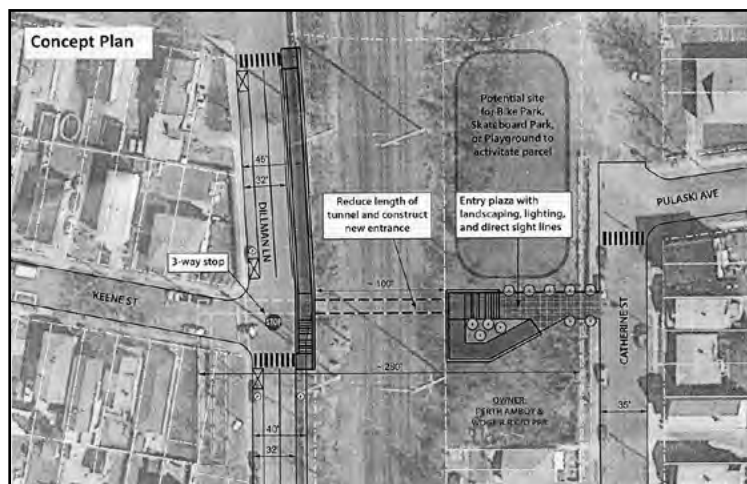 Concept Plan
Potential site
for Bike Park,
Skateboard Park,
or Playground to
activitate parcel
46'
32'
DILLMAN LN
PULASKI AVE
Reduce length of
tunnel and construct
new entrance
Entry plaza with
landscaping, lighting,
and direct sight lines
3-way stop
KEENE ST
STOP
~100'
CATHERINE ST
~280'
OWNER:
PERTH AMBOY &
35'
40'
32'